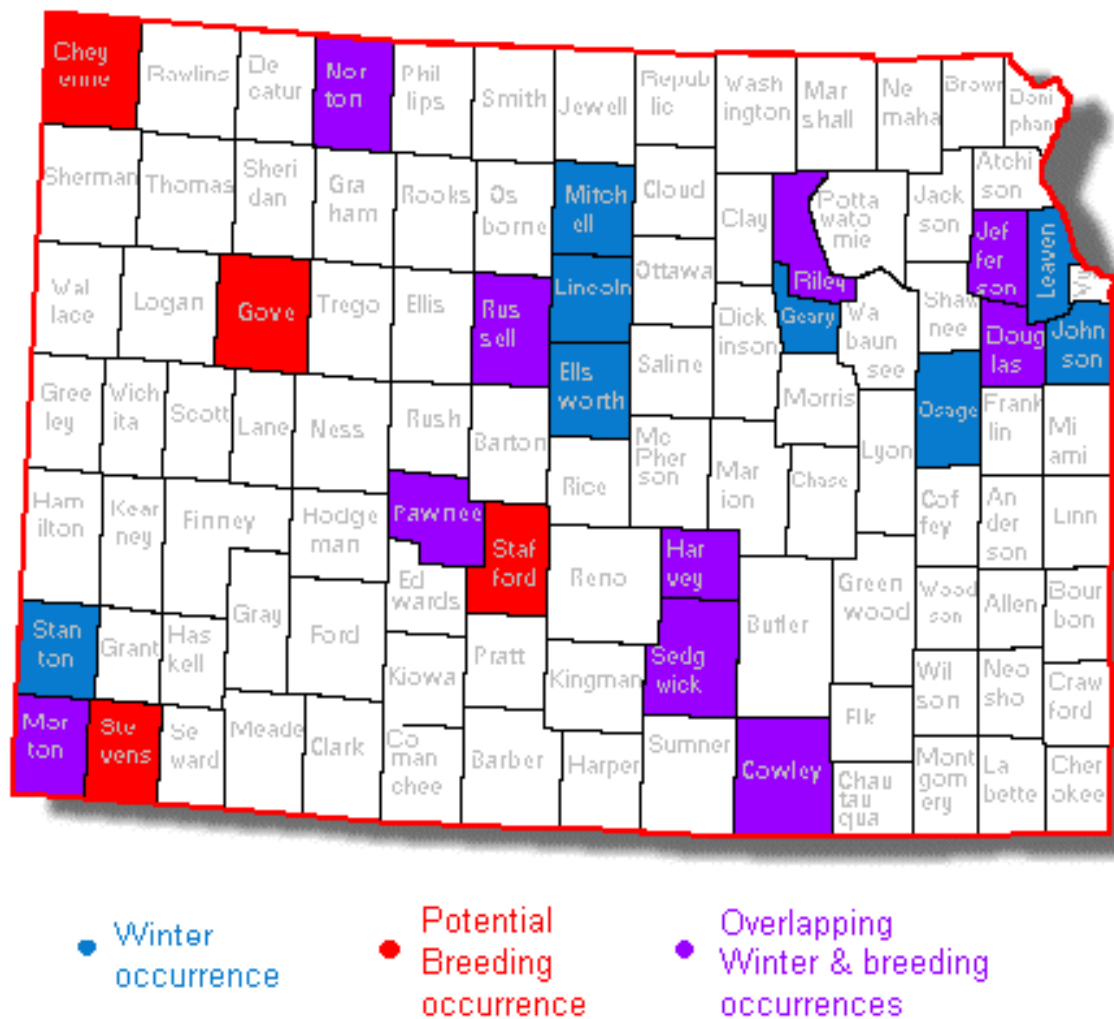 Chey
enne
Rawlins
De
catur
Nor
ton
Phil
lips
Smith
Jewell
Repub
lic
Wash
ington
Mar
shall
Ne
maha
Brown
Doni
phan
Sherman
Thomas
Sheri
dan
Gra
ham
Rooks
Os
borne
Mitch
ell
Cloud
Clay
Riley
Potta
wato
mie
Jack
son
Atchi
son
Jef
fer
son
Leaven
Wal
lace
Logan
Gove
Trego
Ellis
Rus
sell
Lincoln
Ottawa
Saline
Dick
inson
Geary
Wa
baun
see
Shaw
nee
Doug
las
John
son
Gree
ley
Wich
ita
Scott
Lane
Ness
Rush
Barton
Ells
worth
Rice
Mc
Pher
son
Mar
ion
Morris
Chase
Lyon
Osage
Frank
lin
Mi
ami
Ham
ilton
Kear
ney
Finney
Hodge
man
Pawnee
Ed
wards
Staf
ford
Reno
Har
vey
Sedg
wick
Butler
Green
wood
Cof
fey
An
der
son
Linn
Wood
son
Allen
Bour
bon
Stan
ton
Grant
Has
kell
Gray
Ford
Kiowa
Pratt
Kingman
Elk
Wil
son
Neo
sho
Craw
ford
Mor
ton
Ste
vens
Se
ward
Meade
Clark
Co
man
chee
Barber
Harper
Sumner
Cowley
Chau
tau
qua
Mont
gom
ery
La
bette
Cher
okee
Winter
occurrence
Potential
Breeding
occurrence
Overlapping
Winter & breeding
occurrences